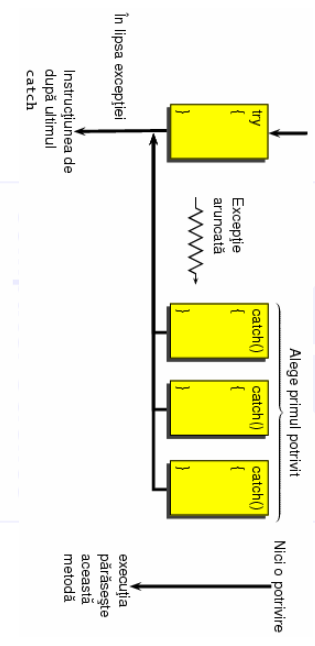 try
{
}
Excepție
aruncată
Alege primul potrivit
catch()
{
}
catch()
{
}
catch()
{
}
Nici o potrivire
În lipsa excepției
Instrucțiunea de
după ultimul
catch
execuția
părăsește
această
metodă